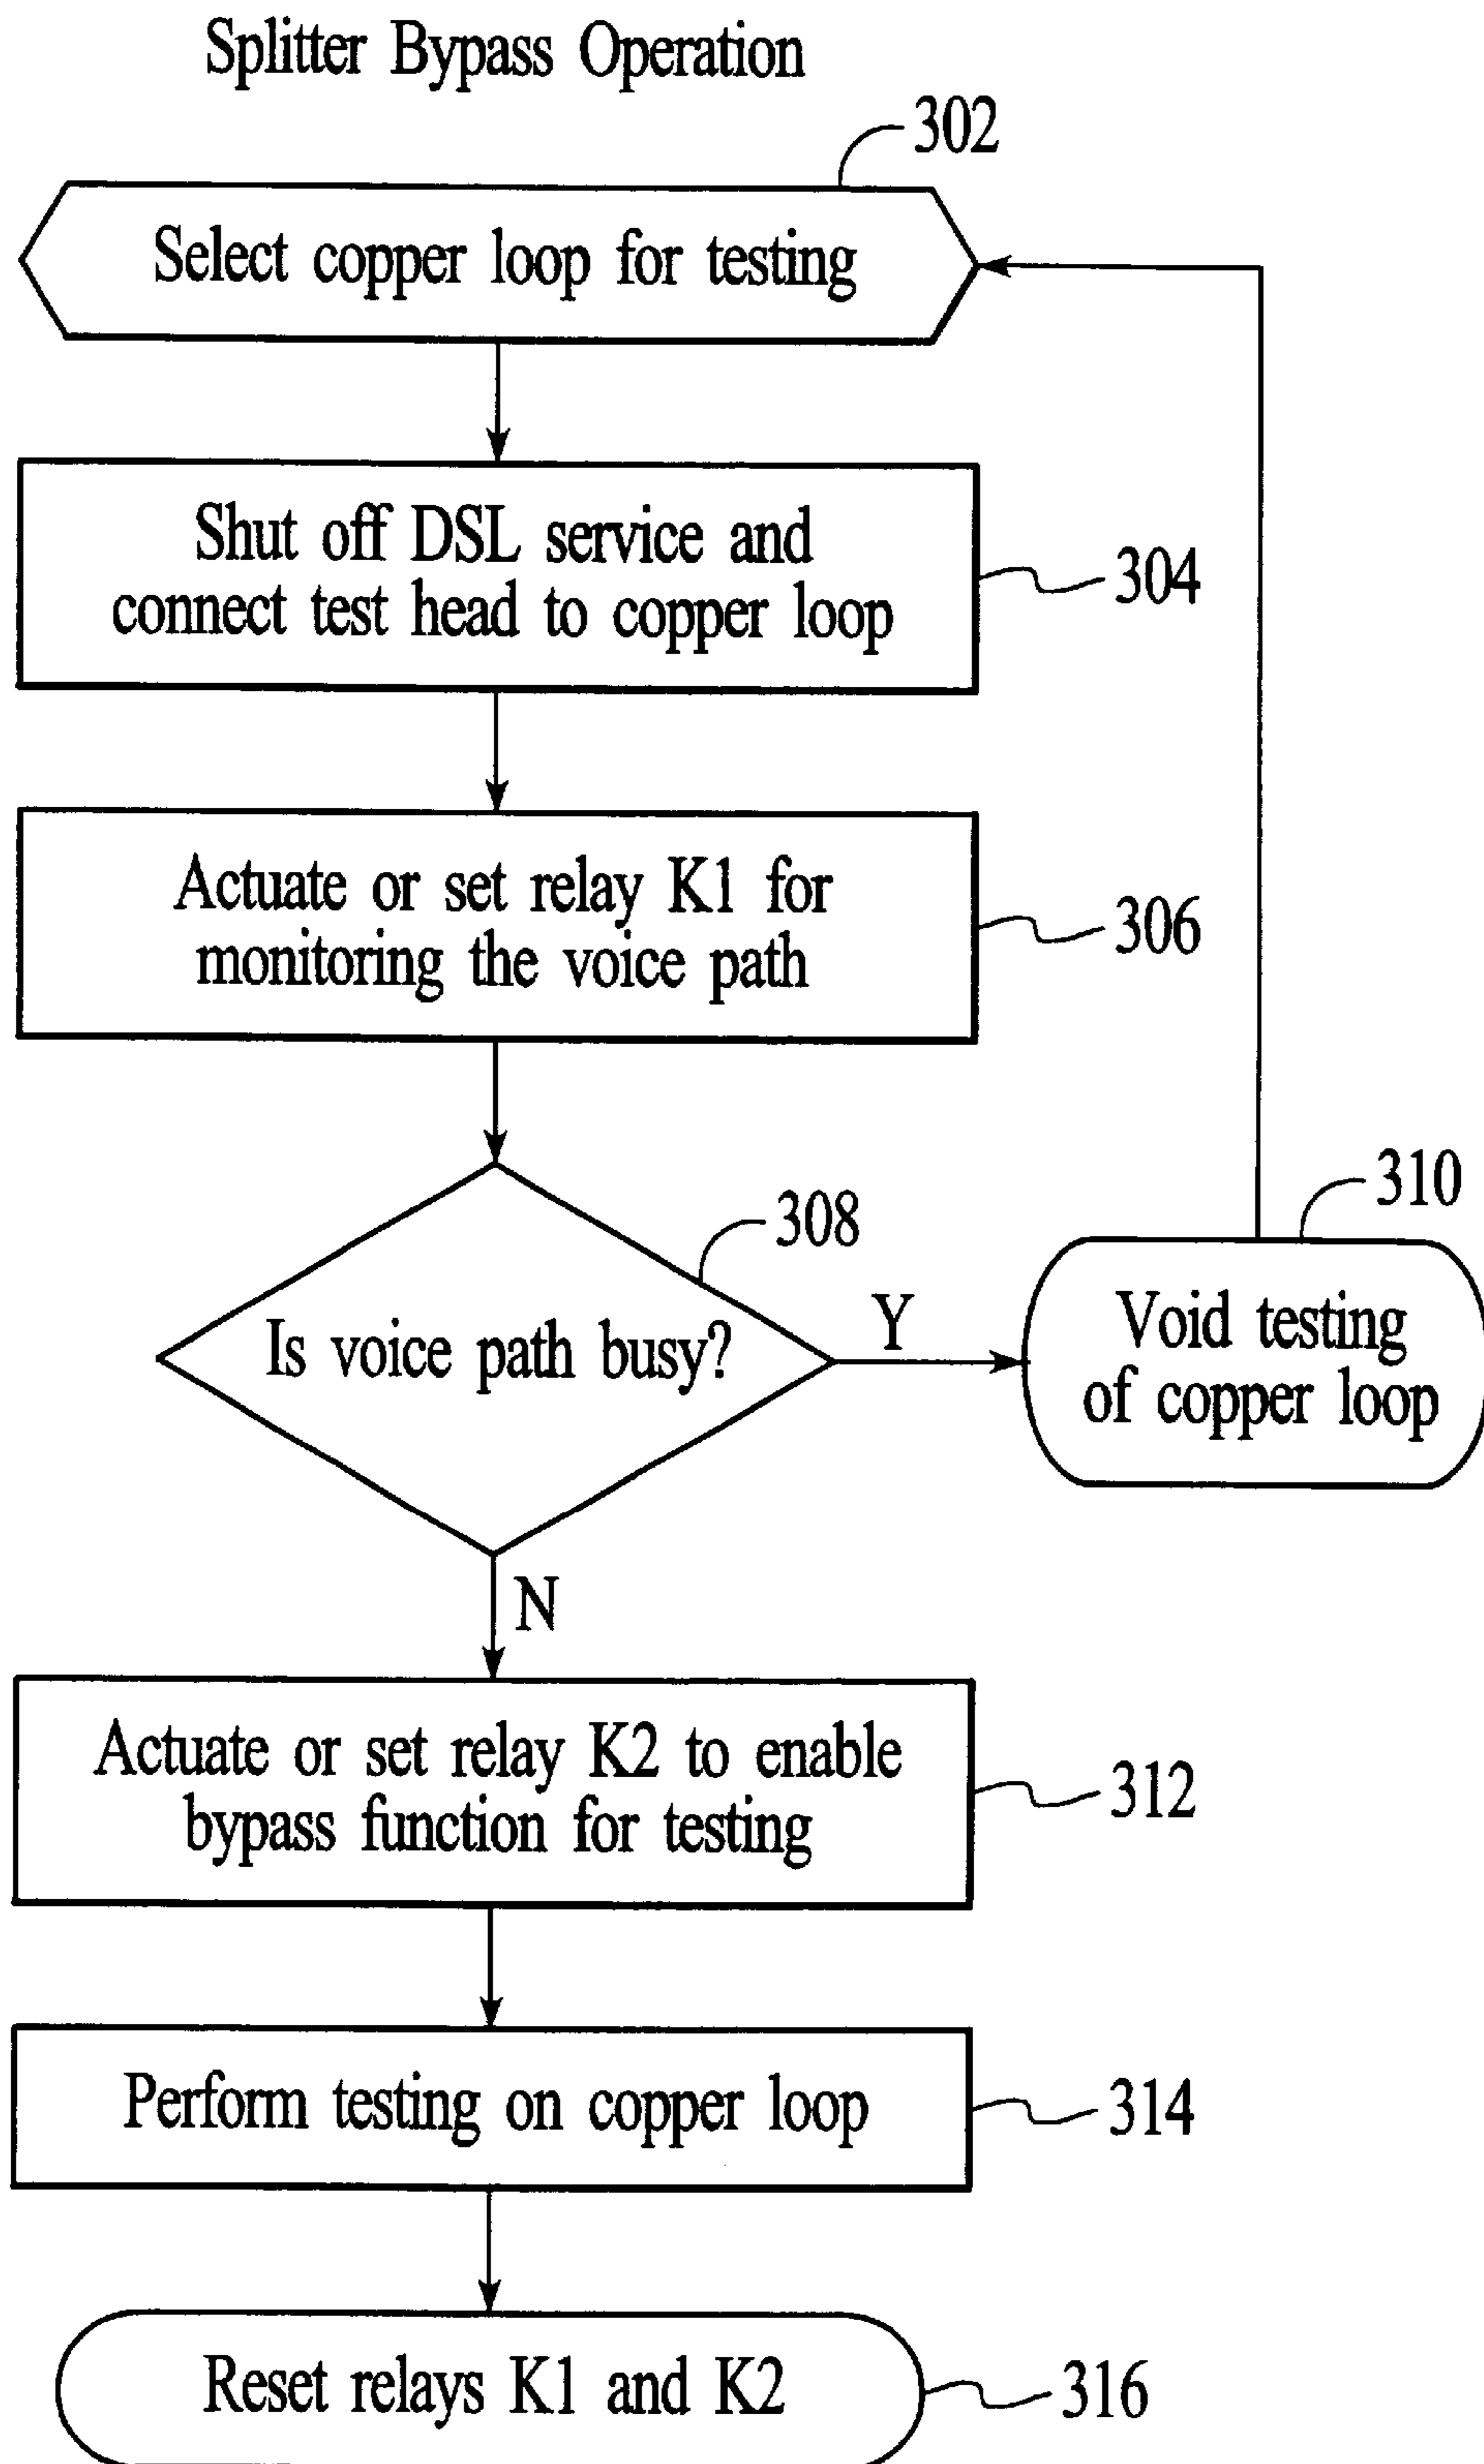 Splitter Bypass Operation
302
Select copper loop for testing
Shut off DSL service and
connect test head to copper loop
304
Actuate or set relay K1 for
monitoring the voice path
306
308
Is voice path busy?
Y
310
Void testing
of copper loop
N
Actuate or set relay K2 to enable
bypass function for testing
312
Perform testing on copper loop
314
Reset relays K1 and K2
316